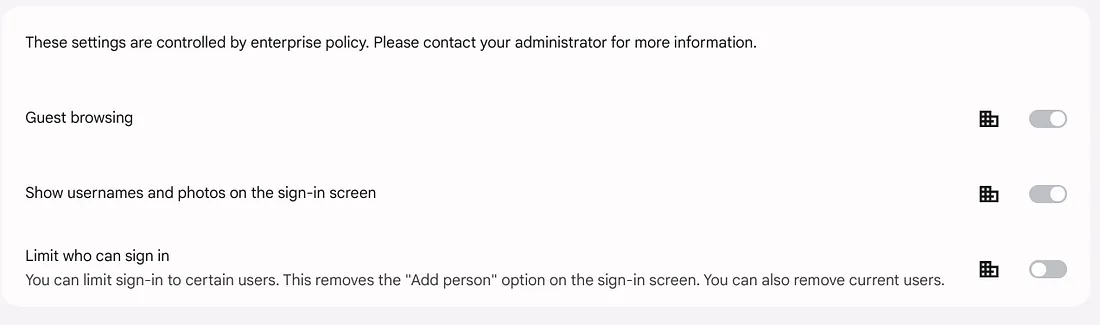 These settings are controlled by enterprise policy. Please contact your administrator for more information.
Guest browsing
Show usernames and photos on the sign-in screen
Limit who can sign in
You can limit sign-in to certain users. This removes the "Add person" option on the sign-in screen. You can also remove current users.